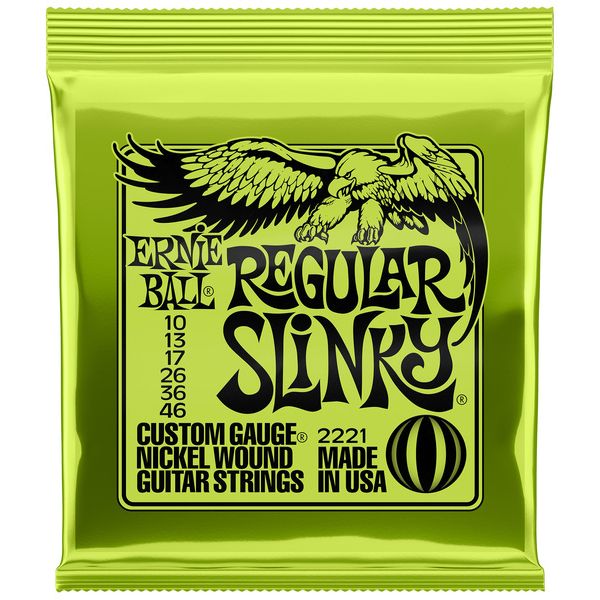 ERNIE
BALL®
REGULAR
SLINKY®
10
13
17
26
36
46
CUSTOM GAUGE®
NICKEL WOUND
GUITAR STRINGS
2221
MADE
IN USA